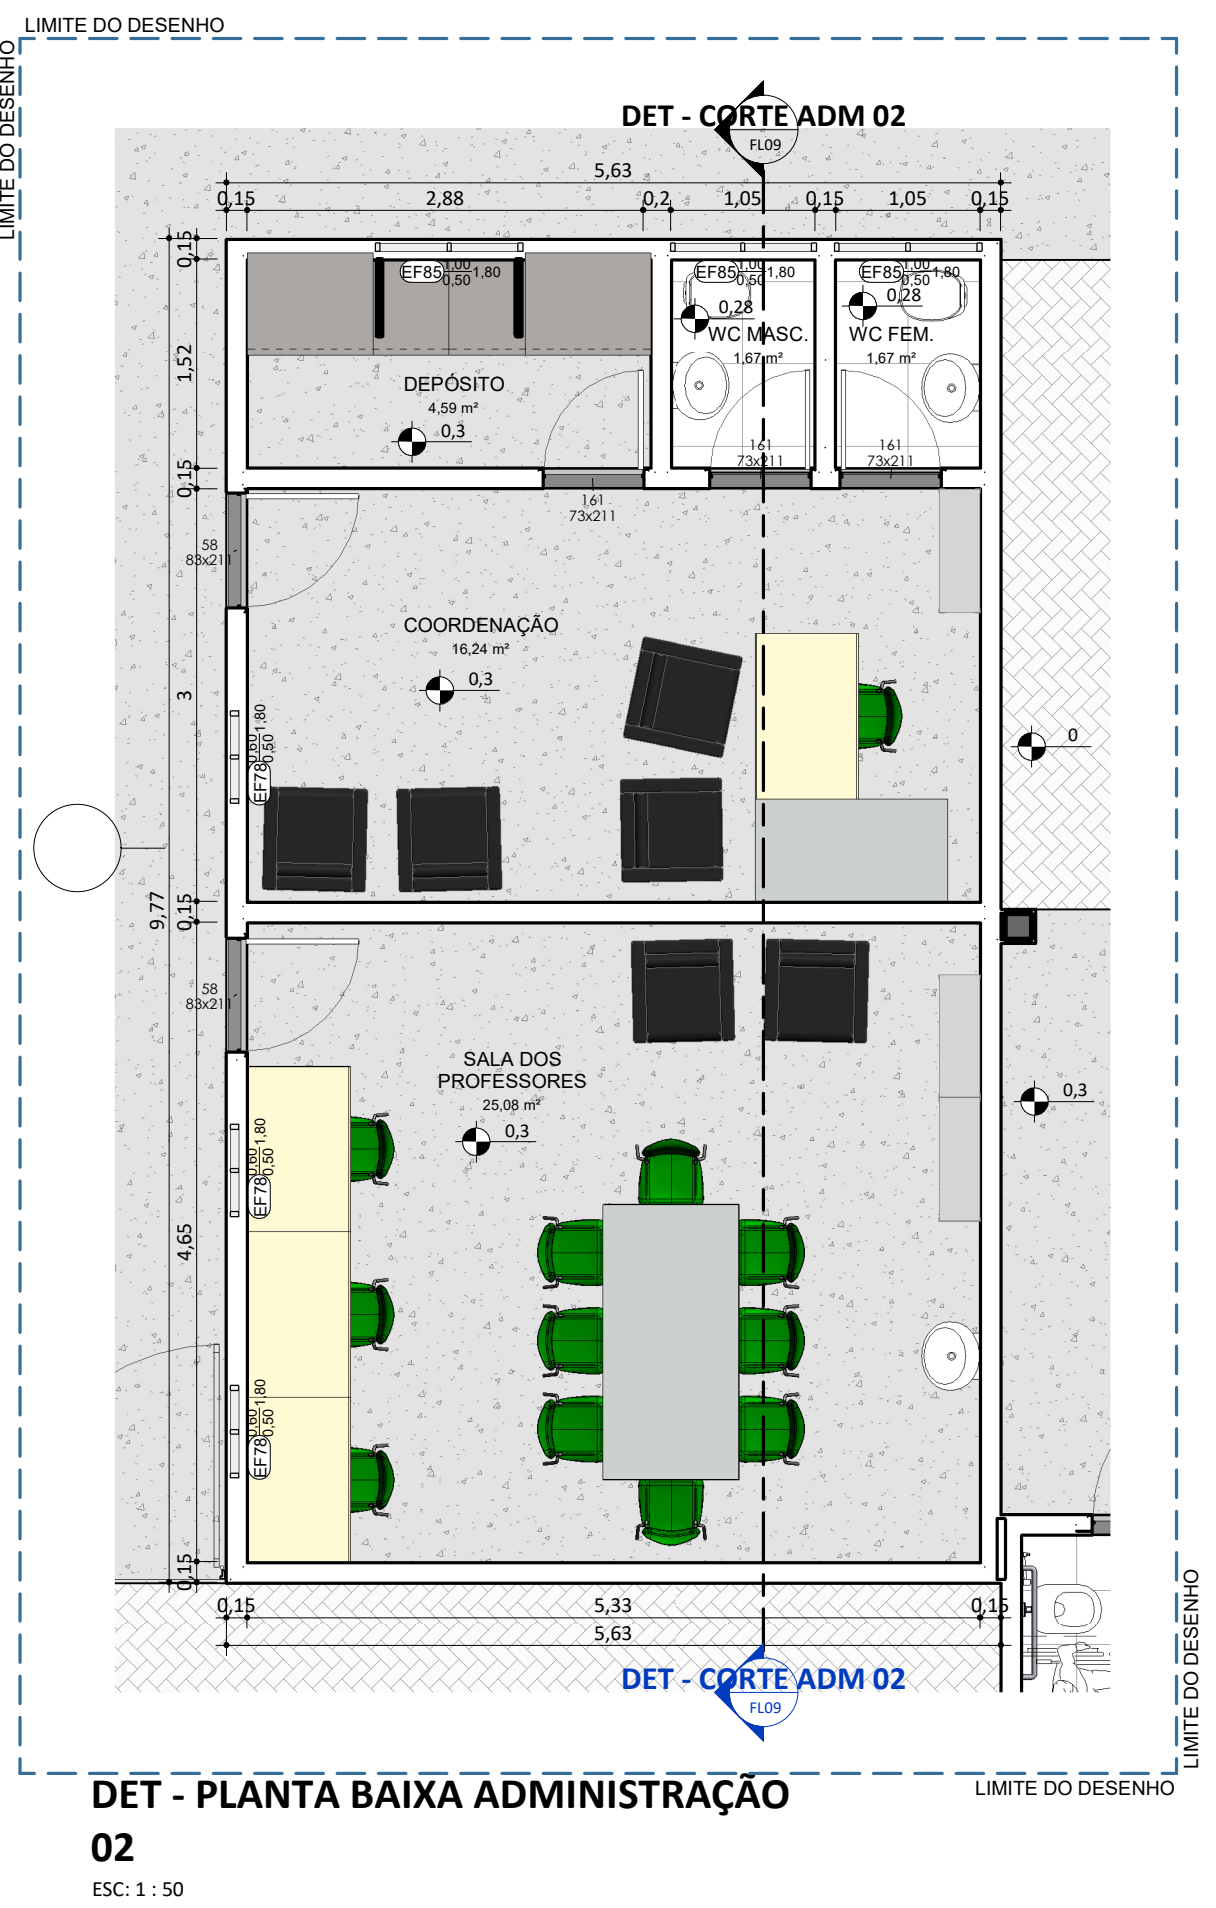 LIMITE DO DESENHO
LIMITE DO DESENHO
DET - CORTE ADM 02
FL09
5,63
0,15 2,88 0,2 1,05 0,15 1,05 0,15
0,15
EF85 1,00 0,50 1,80
EF85 1,00 0,50 1,80
EF85 1,00 0,50 1,80
0,28
0,28
WC MASC.
1,67 m²
WC FEM.
1,67 m²
1,52
DEPÓSITO
4,59 m²
0,3
161
73x211
161
73x211
0,15
161
73x211
58
83x211
COORDENAÇÃO
16,24 m²
0,3
3
EF78 0,60 0,50 1,80
0
9,77
0,15
58
83x211
SALA DOS
PROFESSORES
25,08 m²
0,3
0,3
EF78 0,60 0,50 1,80
4,65
EF78 0,60 0,50 1,80
0,15
0,15 5,33 0,15
5,63
DET - CORTE ADM 02
FL09
LIMITE DO DESENHO
LIMITE DO DESENHO
DET - PLANTA BAIXA ADMINISTRAÇÃO
02
ESC: 1 : 50